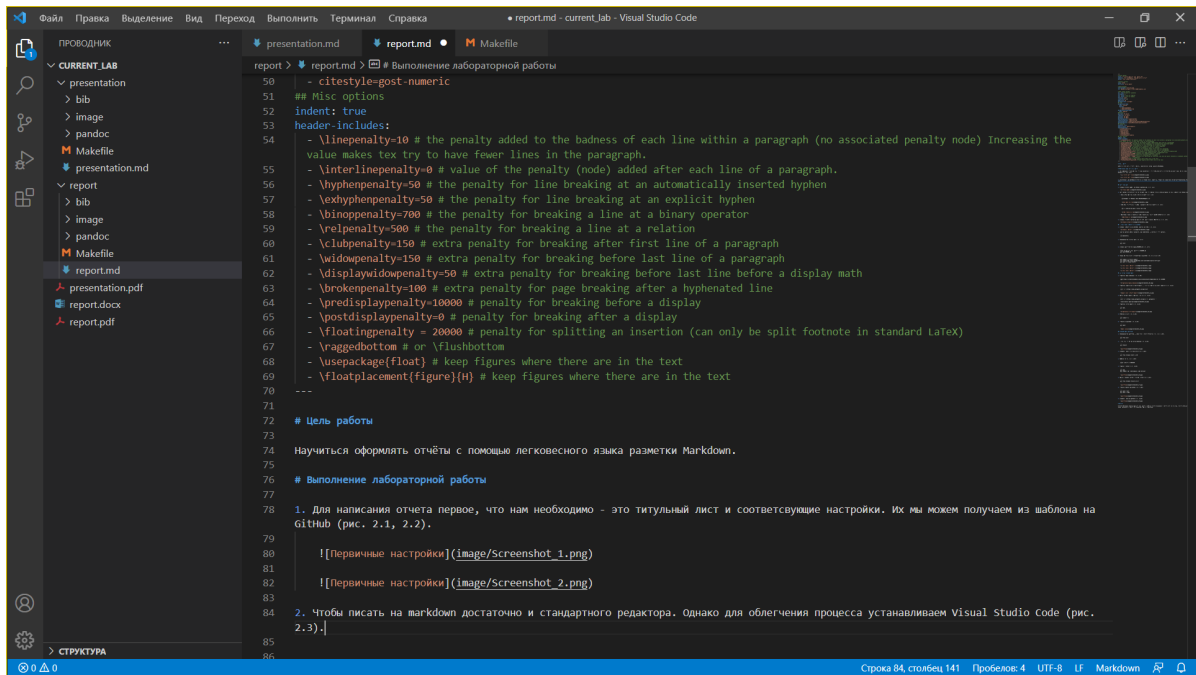 Файл Правка Выделение Вид Переход Выполнить Терминал Справка
● report.md - current_lab - Visual Studio Code
ПРОВОДНИК ···
presentation.md report.md ● Makefile
CURRENT_LAB
presentation
bib
image
pandoc
Makefile
presentation.md
report
bib
image
pandoc
Makefile
report.md
presentation.pdf
report.docx
report.pdf
СТРУКТУРА
1
report > report.md > # Выполнение лабораторной работы
50 - citestyle=gost-numeric
51 ## Misc options
52 indent: true
53 header-includes:
54 - \linepenalty=10 # the penalty added to the badness of each line within a paragraph (no associated penalty node) Increasing the
value makes tex try to have fewer lines in the paragraph.
55 - \interlinepenalty=0 # value of the penalty (node) added after each line of a paragraph.
56 - \hyphenpenalty=50 # the penalty for line breaking at an automatically inserted hyphen
57 - \exhyphenpenalty=50 # the penalty for line breaking at an explicit hyphen
58 - \binoppenalty=700 # the penalty for breaking a line at a binary operator
59 - \relpenalty=500 # the penalty for breaking a line at a relation
60 - \clubpenalty=150 # extra penalty for breaking after first line of a paragraph
61 - \widowpenalty=150 # extra penalty for breaking before last line of a paragraph
62 - \displaywidowpenalty=50 # extra penalty for breaking before last line before a display math
63 - \brokenpenalty=100 # extra penalty for page breaking after a hyphenated line
64 - \predisplaypenalty=10000 # penalty for breaking before a display
65 - \postdisplaypenalty=0 # penalty for breaking after a display
66 - \floatingpenalty = 20000 # penalty for splitting an insertion (can only be split footnote in standard LaTeX)
67 - \raggedbottom # or \flushbottom
68 - \usepackage{float} # keep figures where there are in the text
69 - \floatplacement{figure}{H} # keep figures where there are in the text
70 ---
71
72 # Цель работы
73
74 Научиться оформлять отчёты с помощью легковесного языка разметки Markdown.
75
76 # Выполнение лабораторной работы
77
78 1. Для написания отчета первое, что нам необходимо - это титульный лист и соответсвующие настройки. Их мы можем получаем из шаблона на
GitHub (рис. 2.1, 2.2).
79
80 ![Первичные настройки](image/Screenshot_1.png)
81
82 ![Первичные настройки](image/Screenshot_2.png)
83
84 2. Чтобы писать на markdown достаточно и стандартного редактора. Однако для облегчения процесса устанавливаем Visual Studio Code (рис.
2.3).
85
86
0 0 Строка 84, столбец 141 Пробелов: 4 UTF-8 LF Markdown